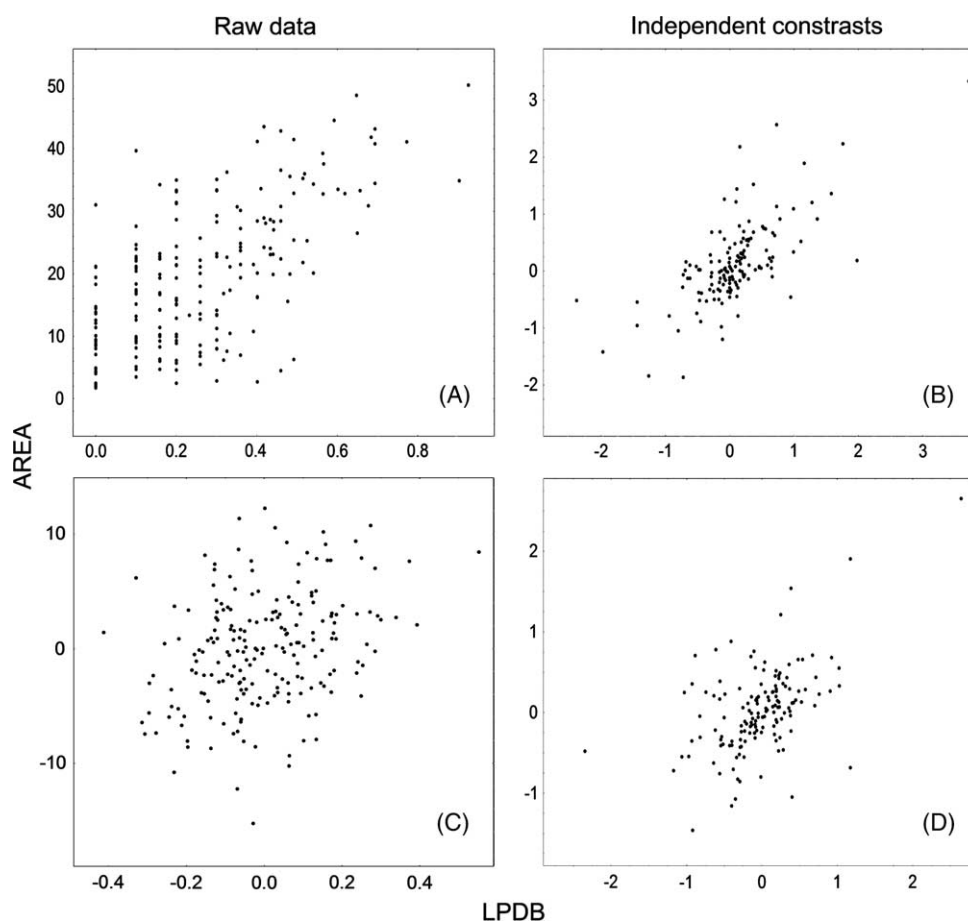 Raw data
Independent constrasts
50
40
30
20
10
0
(A)
0.0 0.2 0.4 0.6 0.8
3
2
1
0
-1
-2
(B)
-2 -1 0 1 2 3
AREA
10
0
-10
(C)
-0.4 -0.2 0.0 0.2 0.4
2
1
0
-1
(D)
-2 -1 0 1 2
LPDB